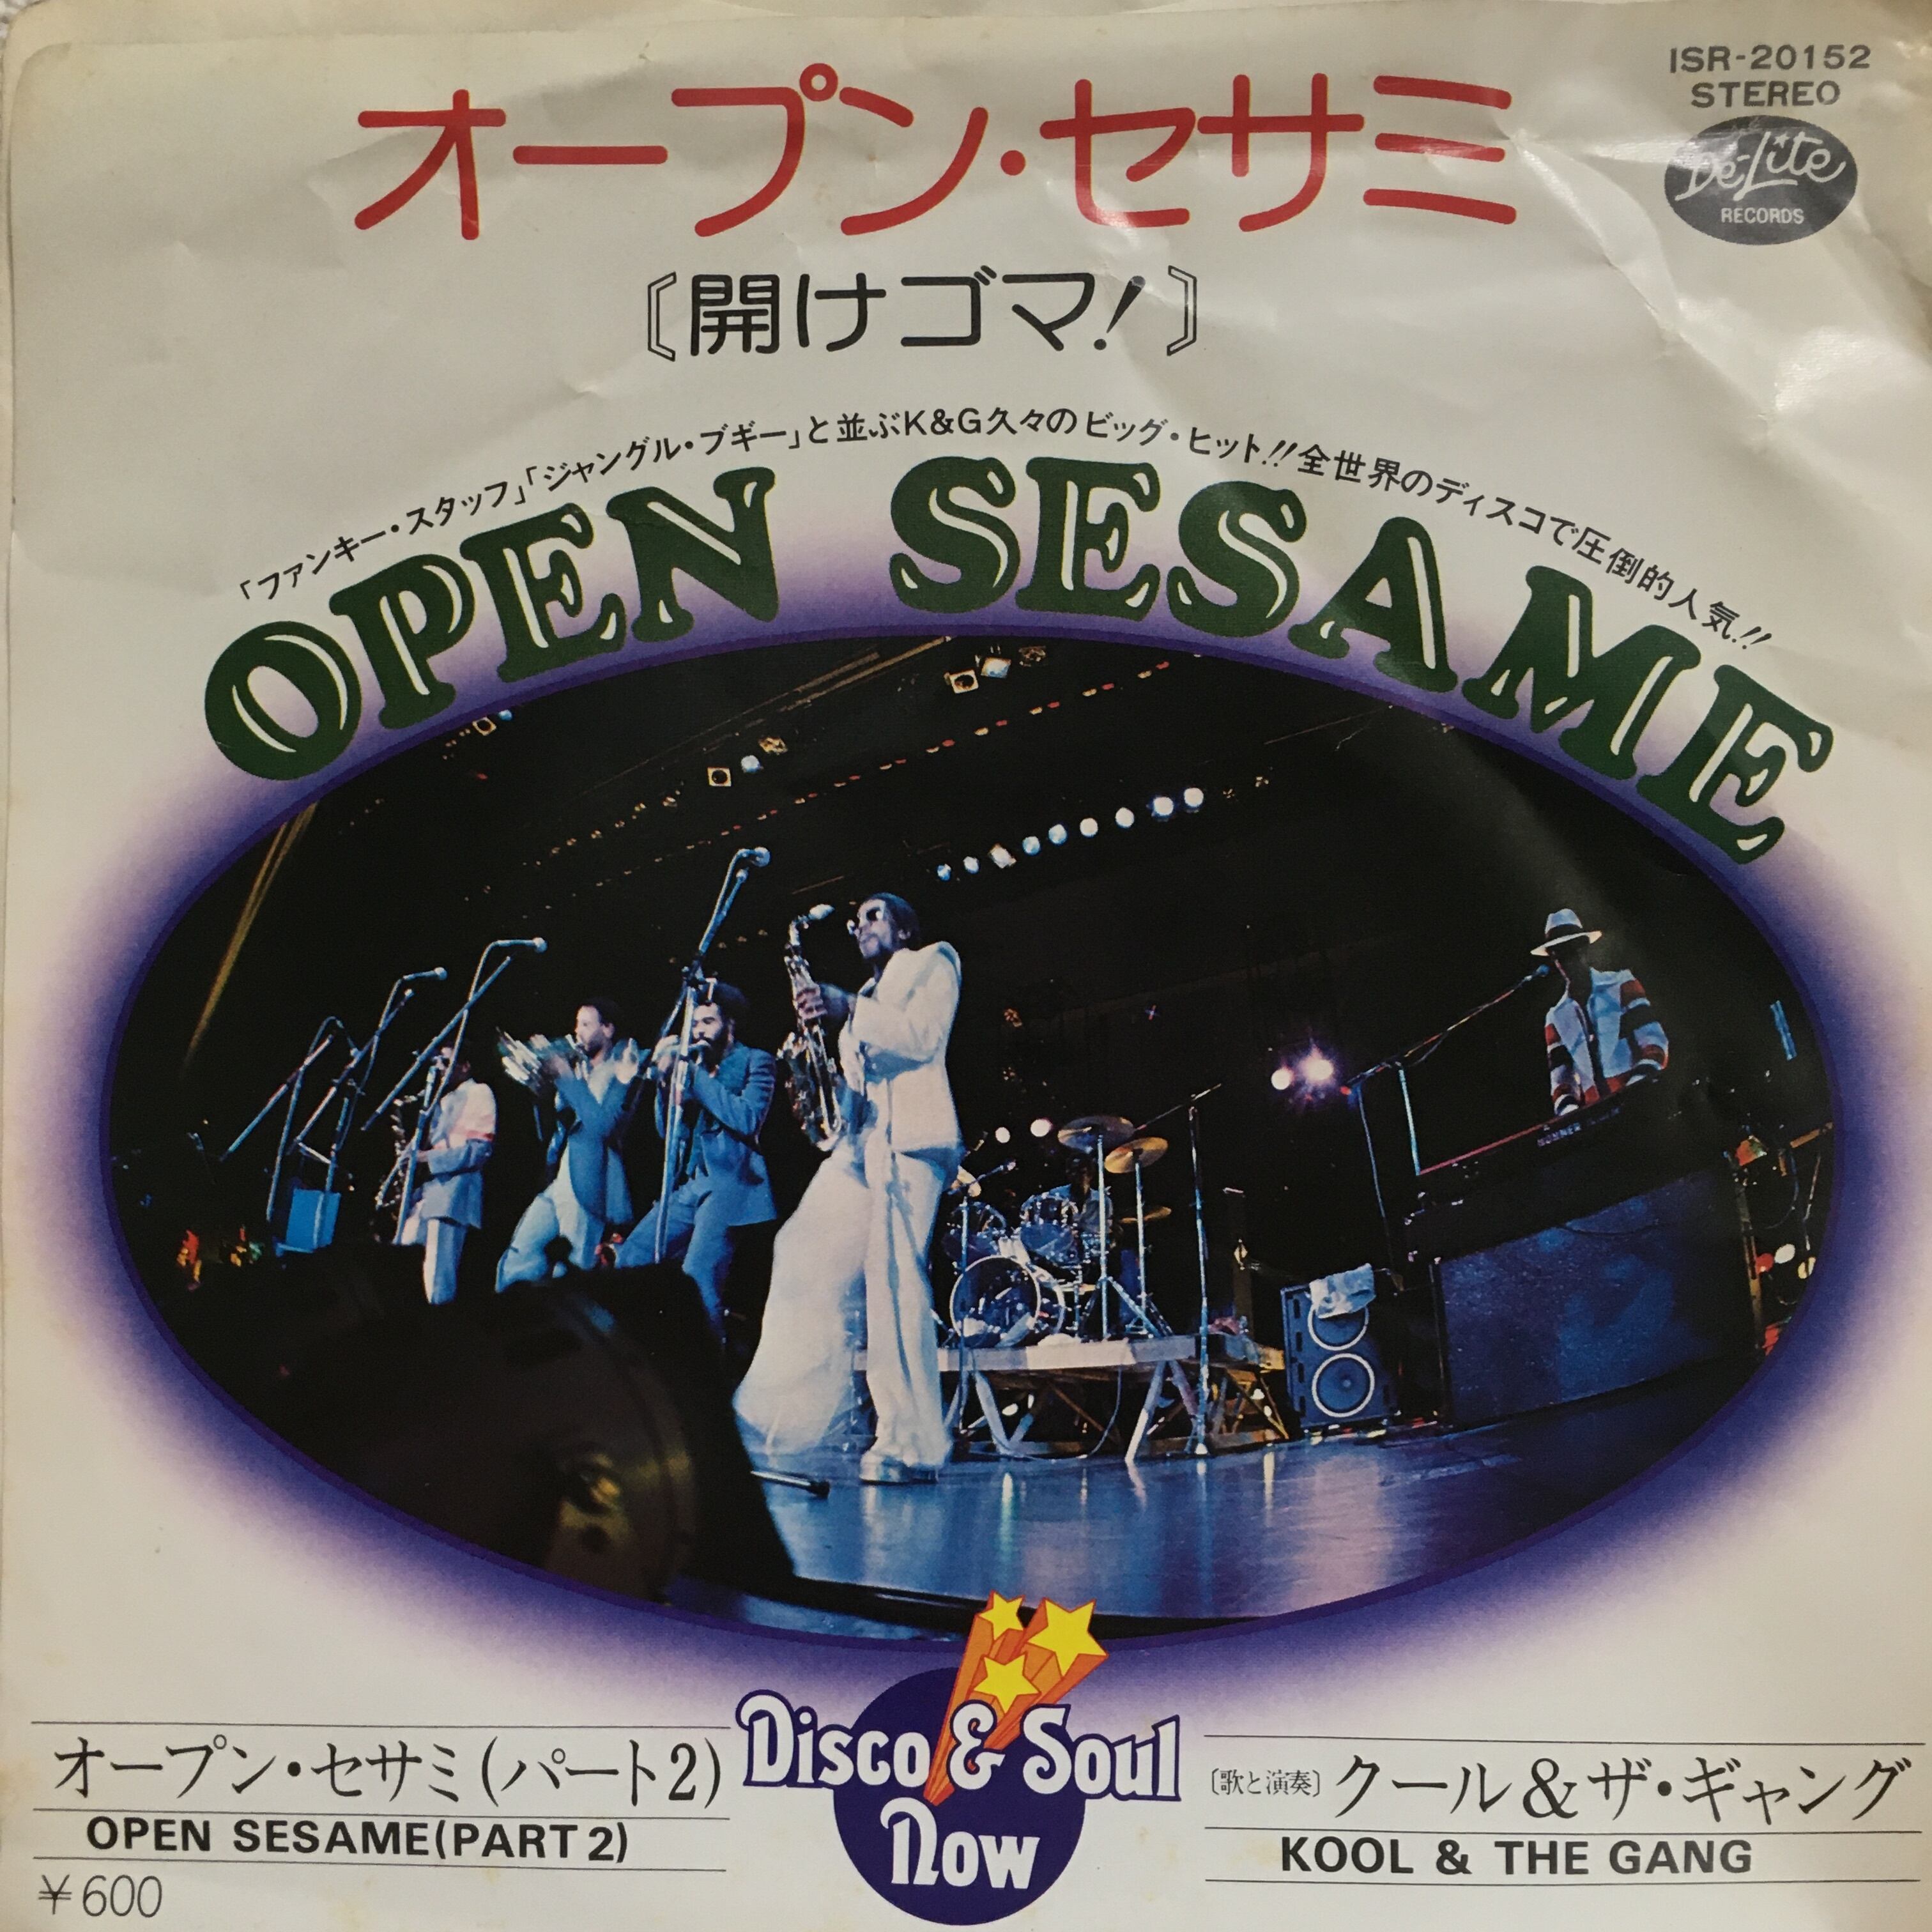 オープン・セサミ
ISR-20152
STEREO
De-Lite
RECORDS
〘開けゴマ!〙
「ファンキー・スタッフ」「ジャングル・ブギー」と並ぶK&G久々のビッグ・ヒット!!全世界のディスコで圧倒的人気!!
OPEN SESAME
Disco & Soul
Now
オープン・セサミ(パート2)
OPEN SESAME(PART 2)
¥600
〔歌と演奏〕クール&ザ・ギャング
KOOL & THE GANG